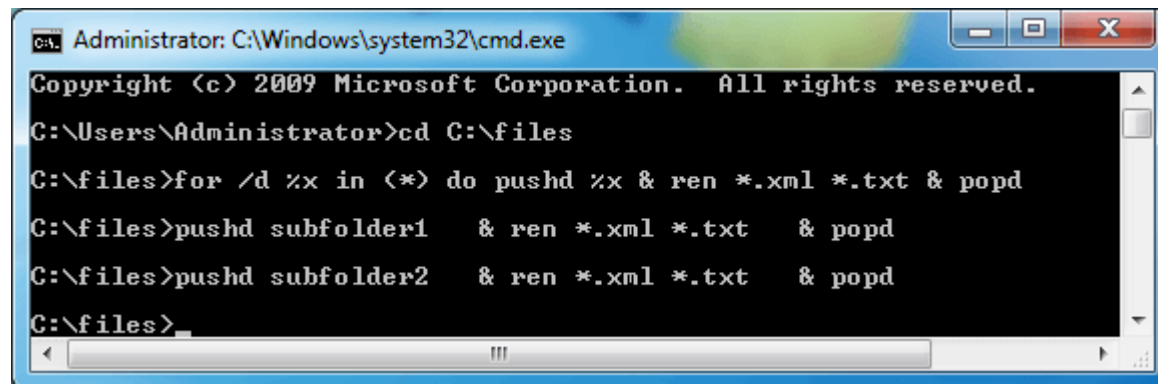 Administrator: C:\Windows\system32\cmd.exe
Copyright (c) 2009 Microsoft Corporation.  All rights reserved.
C:\Users\Administrator>cd C:\files
C:\files>for /d %x in (*) do pushd %x & ren *.xml *.txt & popd
C:\files>pushd subfolder1   & ren *.xml *.txt   & popd
C:\files>pushd subfolder2   & ren *.xml *.txt   & popd
C:\files>_